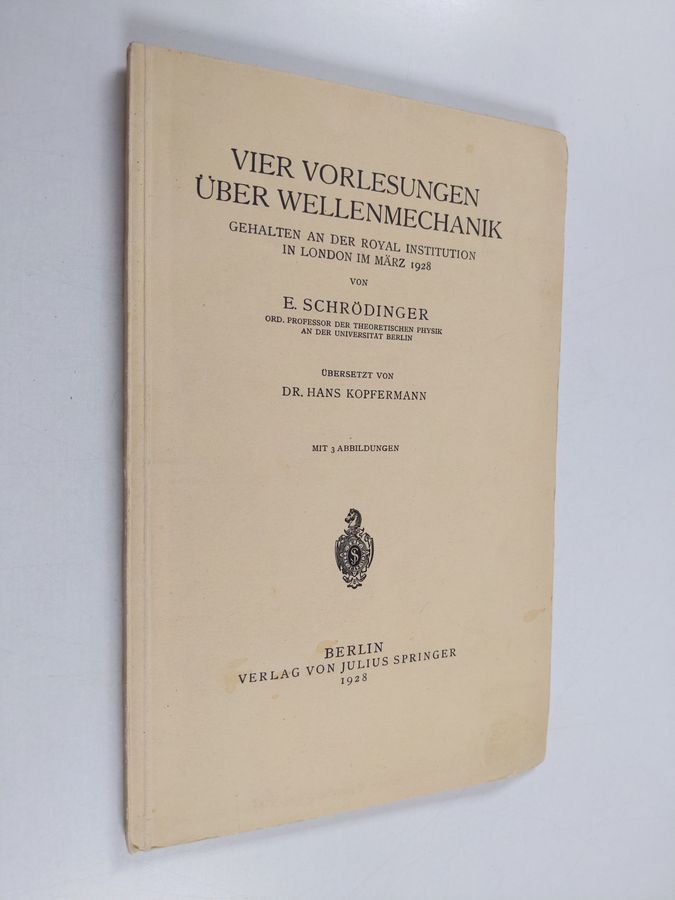 VIER VORLESUNGEN
ÜBER WELLENMECHANIK
GEHALTEN AN DER ROYAL INSTITUTION
IN LONDON IM MÄRZ 1928
VON
E. SCHRÖDINGER
ORD. PROFESSOR DER THEORETISCHEN PHYSIK
AN DER UNIVERSITÄT BERLIN
ÜBERSETZT VON
DR. HANS KOPFERMANN
MIT 3 ABBILDUNGEN
BERLIN
VERLAG VON JULIUS SPRINGER
1928